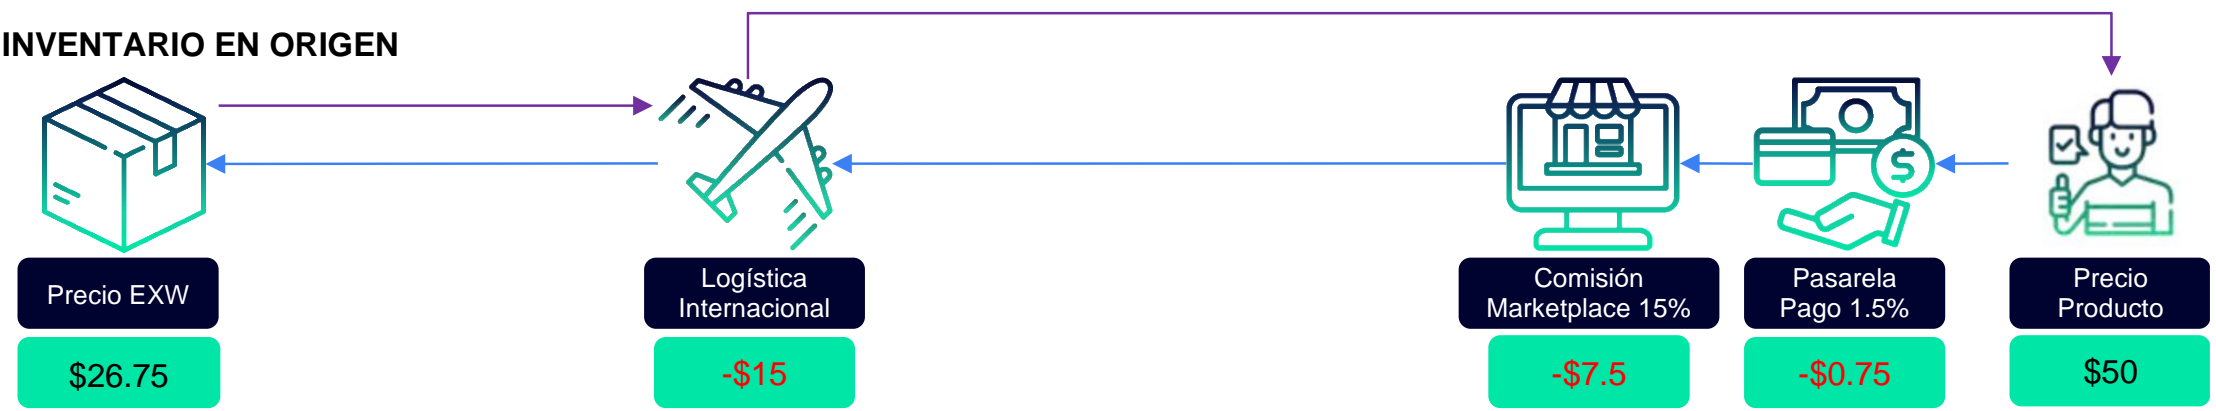 INVENTARIO EN ORIGEN
Precio EXW
$26.75
Logística
Internacional
-$15
Comisión
Marketplace 15%
-$7.5
Pasarela
Pago 1.5%
-$0.75
Precio
Producto
$50